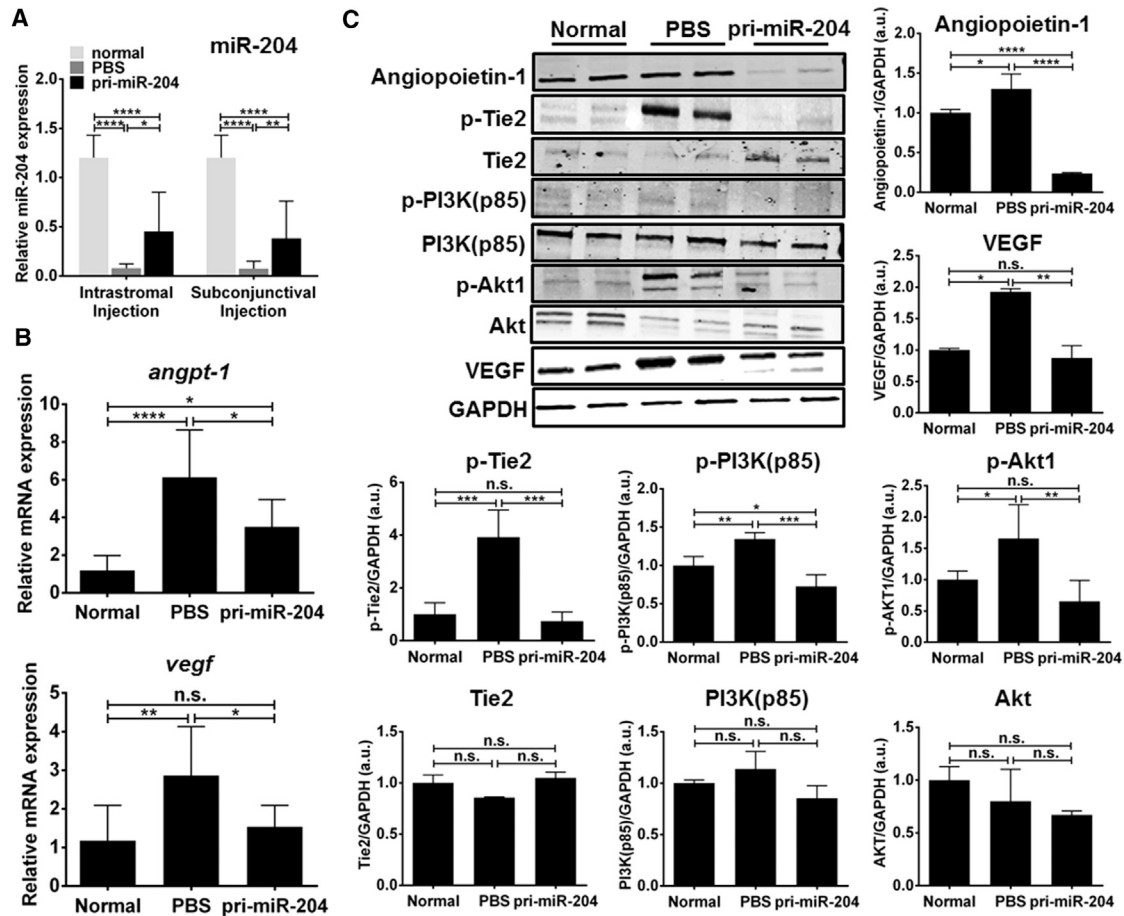 A
miR-204
normal
PBS
pri-miR-204
Relative miR-204 expression
2.0
1.5
1.0
0.5
0.0
**** ****
**** * **** **
Intrastromal Injection
Subconjunctival Injection
B
angpt-1
Relative mRNA expression
10
8
6
4
2
0
*
**** *
Normal PBS pri-miR-204
vegf
Relative mRNA expression
5
4
3
2
1
0
n.s.
** *
Normal PBS pri-miR-204
C
Normal PBS pri-miR-204
Angiopoietin-1
p-Tie2
Tie2
p-PI3K(p85)
PI3K(p85)
p-Akt1
Akt
VEGF
GAPDH
Angiopoietin-1
Angiopoietin-1/GAPDH (a.u.)
2.0
1.5
1.0
0.5
0.0
****
* ****
Normal PBS pri-miR-204
VEGF
VEGF/GAPDH (a.u.)
2.5
2.0
1.5
1.0
0.5
0.0
n.s.
* **
Normal PBS pri-miR-204
p-Tie2
p-Tie2/GAPDH (a.u.)
6
4
2
0
n.s.
*** ***
Normal PBS pri-miR-204
p-PI3K(p85)
p-PI3K(p85)/GAPDH (a.u.)
2.0
1.5
1.0
0.5
0.0
*
** ***
Normal PBS pri-miR-204
p-Akt1
p-AKT1/GAPDH (a.u.)
2.5
2.0
1.5
1.0
0.5
0.0
n.s.
* **
Normal PBS pri-miR-204
Tie2
Tie2/GAPDH (a.u.)
1.5
1.0
0.5
0.0
n.s.
n.s. n.s.
Normal PBS pri-miR-204
PI3K(p85)
PI3K(p85)/GAPDH (a.u.)
1.5
1.0
0.5
0.0
n.s.
n.s. n.s.
Normal PBS pri-miR-204
Akt
AKT/GAPDH (a.u.)
1.5
1.0
0.5
0.0
n.s.
n.s. n.s.
Normal PBS pri-miR-204